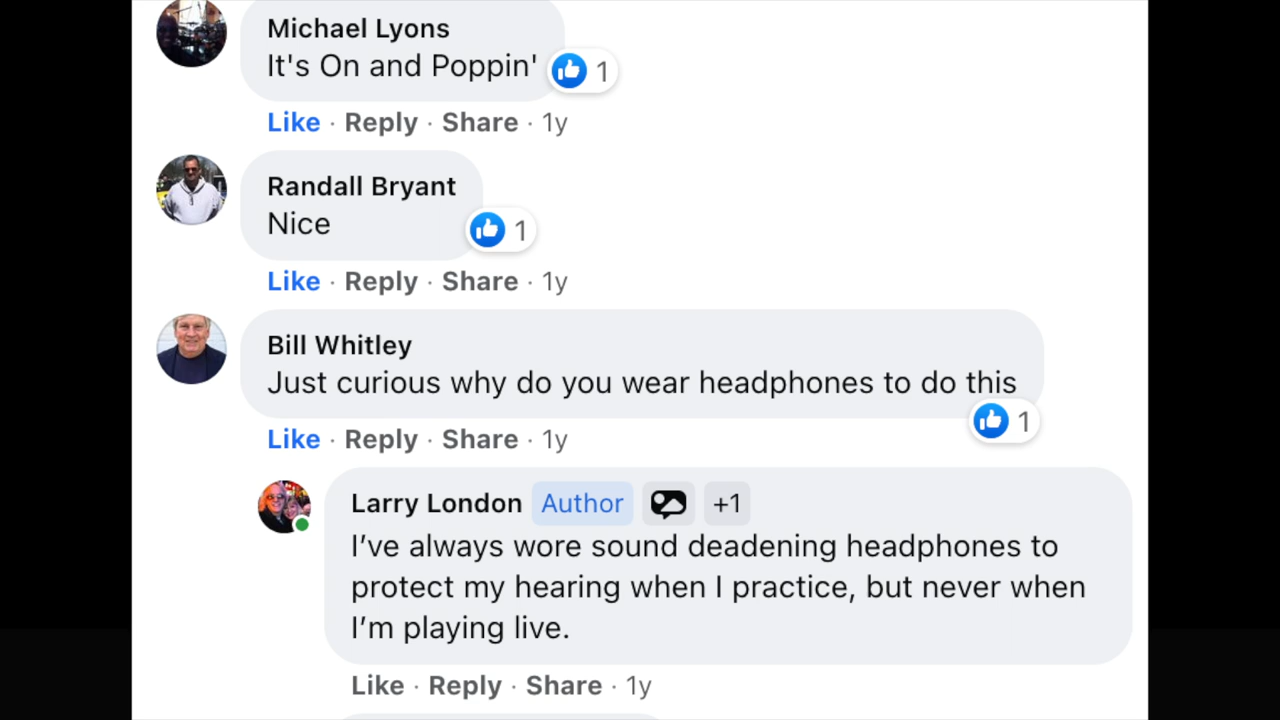 Michael Lyons
It's On and Poppin'
1
Like · Reply · Share · 1y
Randall Bryant
Nice
1
Like · Reply · Share · 1y
Bill Whitley
Just curious why do you wear headphones to do this
1
Like · Reply · Share · 1y
Larry London Author +1
I’ve always wore sound deadening headphones to
protect my hearing when I practice, but never when
I’m playing live.
Like · Reply · Share · 1y